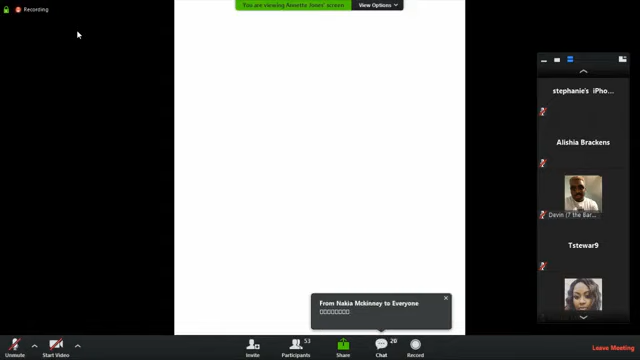 Recording
You are viewing Annette Jones' screen
View Options
stephanie's iPho...
Alishia Brackens
Devin (7 the Bar...
Tstewar9
From Nakia Mckinney to Everyone
Unmute
Start Video
Invite
53
Participants
Share
20
Chat
Record
Leave Meeting